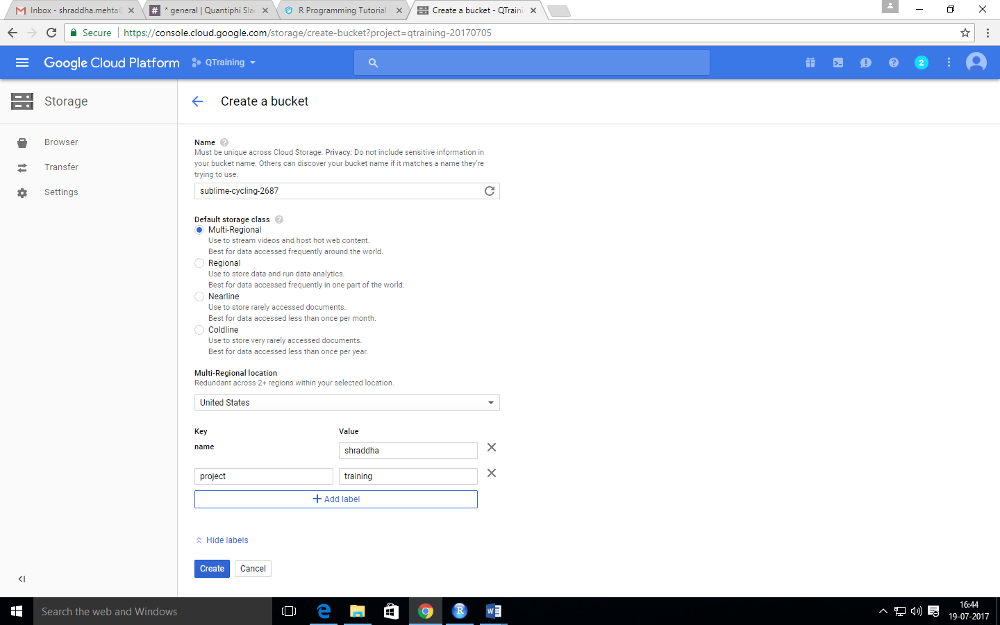 Inbox - shraddha.mehta@
* general | Quantiphi Sla
R Programming Tutorial
Create a bucket - QTraini
Secure
https://console.cloud.google.com/storage/create-bucket?project=qtraining-20170705
Google Cloud Platform
QTraining
2
Storage
Create a bucket
Browser
Transfer
Settings
Name
Must be unique across Cloud Storage. Privacy: Do not include sensitive information in
your bucket name. Others can discover your bucket name if it matches a name they're
trying to use.
sublime-cycling-2687
Default storage class
Multi-Regional
Use to stream videos and host hot web content.
Best for data accessed frequently around the world.
Regional
Use to store data and run data analytics.
Best for data accessed frequently in one part of the world.
Nearline
Use to store rarely accessed documents.
Best for data accessed less than once per month.
Coldline
Use to store very rarely accessed documents.
Best for data accessed less than once per year.
Multi-Regional location
Redundant across 2+ regions within your selected location.
United States
Key Value
name shraddha
project training
Add label
Hide labels
Create Cancel
Search the web and Windows
16:44
19-07-2017